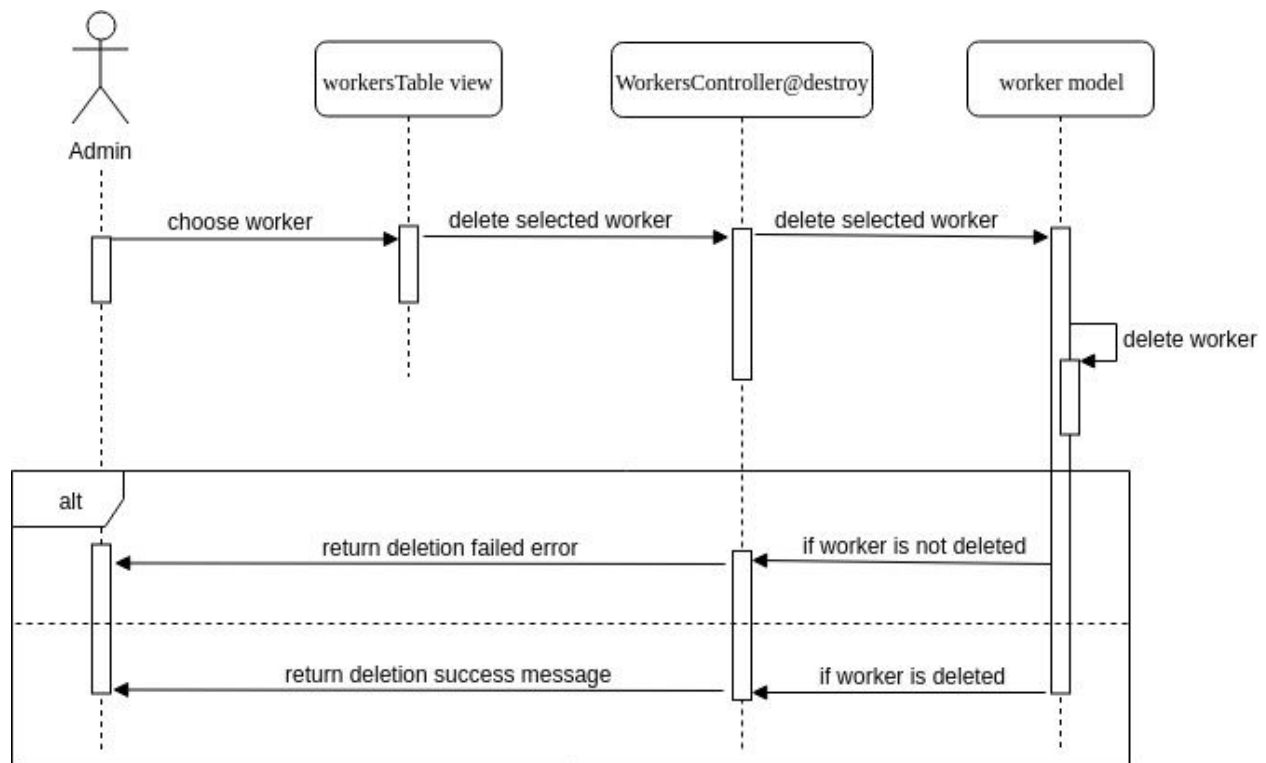 workersTable view
WorkersController@destroy
worker model
Admin
choose worker
delete selected worker
delete selected worker
delete worker
alt
return deletion failed error
if worker is not deleted
return deletion success message
if worker is deleted